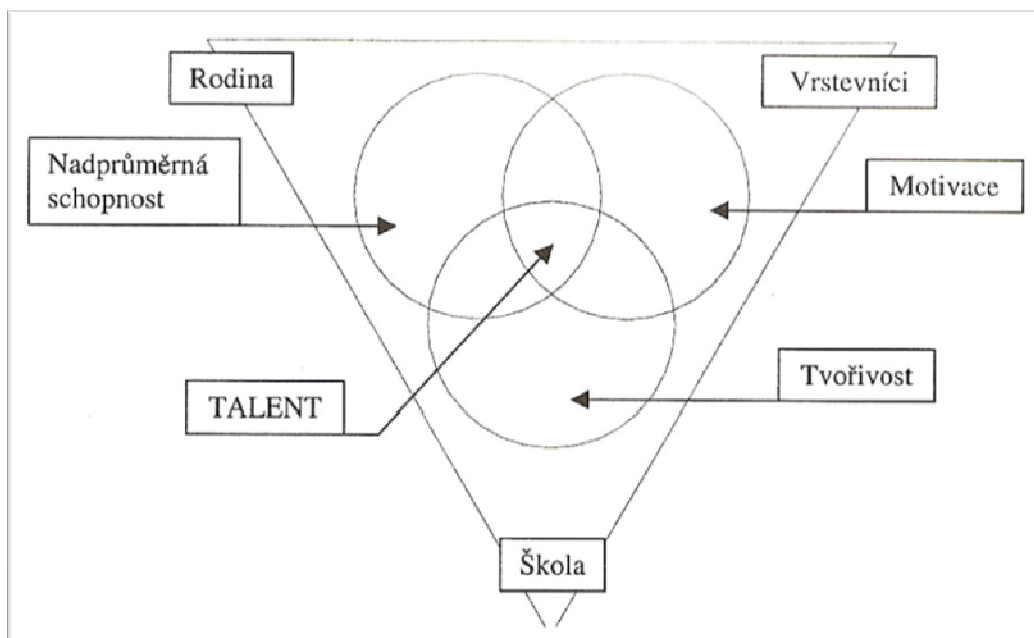 Rodina
Vrstevníci
Nadprůměrná
schopnost
Motivace
Tvořivost
TALENT
Škola